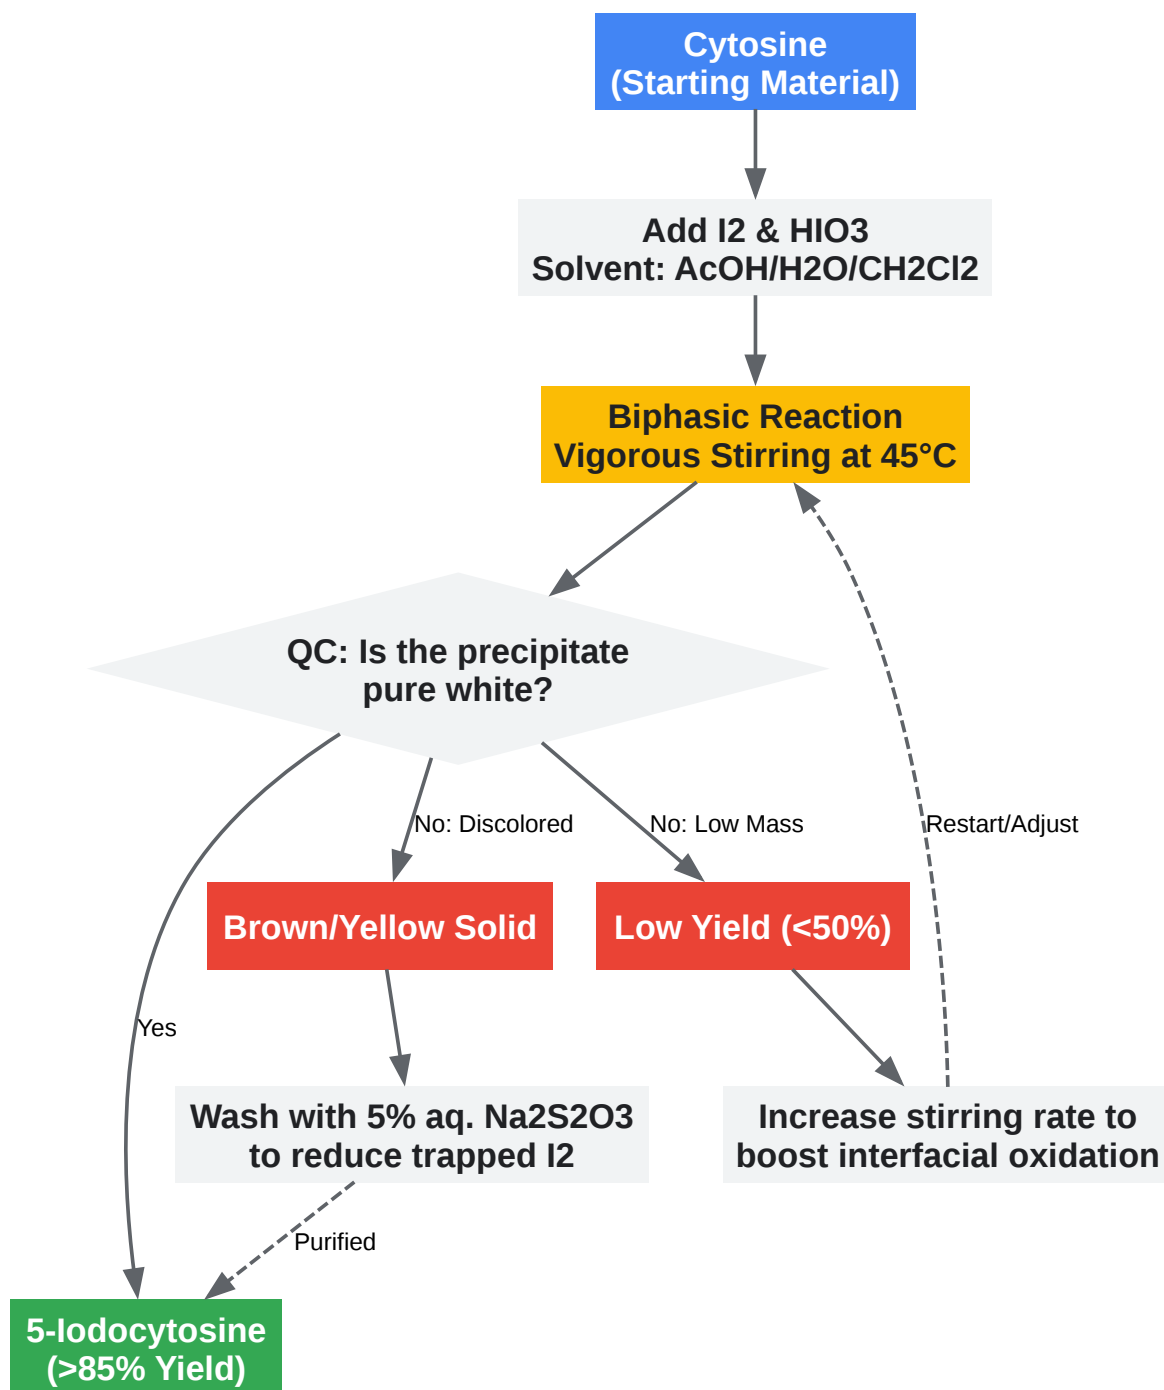 Cytosine
(Starting Material)
Add I2 & HIO3
Solvent: AcOH/H2O/CH2Cl2
Biphasic Reaction
Vigorous Stirring at 45°C
QC: Is the precipitate
pure white?
No: Discolored
No: Low Mass
Restart/Adjust
Brown/Yellow Solid
Low Yield (<50%)
Yes
Wash with 5% aq. Na2S2O3
to reduce trapped I2
Increase stirring rate to
boost interfacial oxidation
Purified
5-Iodocytosine
(>85% Yield)